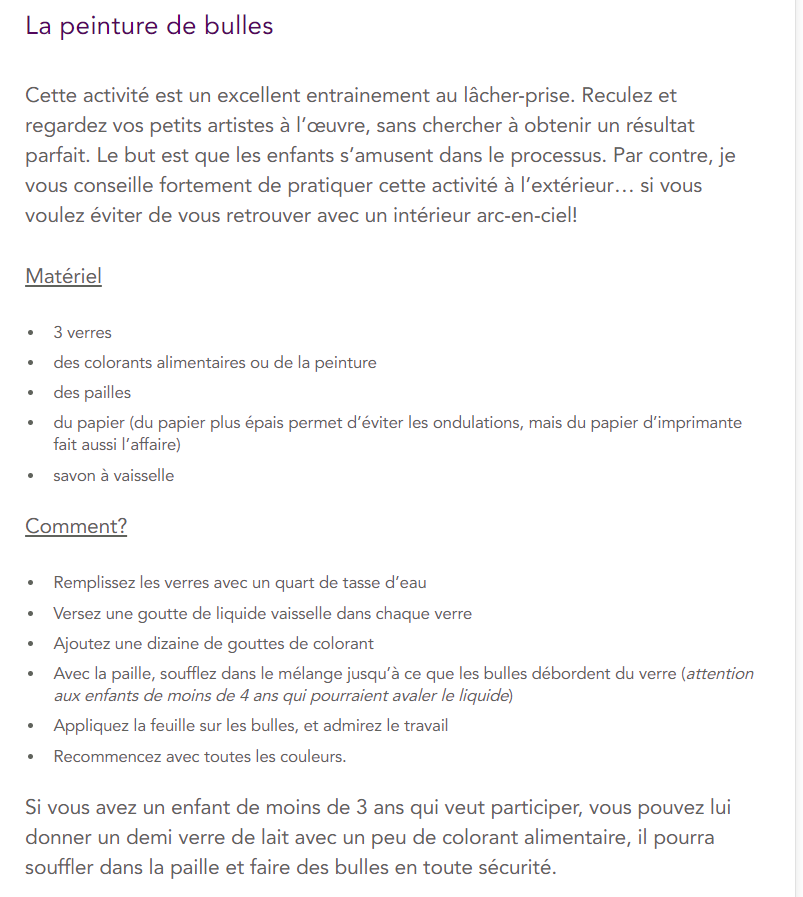 La peinture de bulles
Cette activité est un excellent entrainement au lâcher-prise. Reculez et
regardez vos petits artistes à l’œuvre, sans chercher à obtenir un résultat
parfait. Le but est que les enfants s’amusent dans le processus. Par contre, je
vous conseille fortement de pratiquer cette activité à l’extérieur… si vous
voulez éviter de vous retrouver avec un intérieur arc-en-ciel!
Matériel
• 3 verres
• des colorants alimentaires ou de la peinture
• des pailles
• du papier (du papier plus épais permet d’éviter les ondulations, mais du papier d’imprimante
fait aussi l’affaire)
• savon à vaisselle
Comment?
• Remplissez les verres avec un quart de tasse d’eau
• Versez une goutte de liquide vaisselle dans chaque verre
• Ajoutez une dizaine de gouttes de colorant
• Avec la paille, soufflez dans le mélange jusqu’à ce que les bulles débordent du verre (attention
aux enfants de moins de 4 ans qui pourraient avaler le liquide)
• Appliquez la feuille sur les bulles, et admirez le travail
• Recommencez avec toutes les couleurs.
Si vous avez un enfant de moins de 3 ans qui veut participer, vous pouvez lui
donner un demi verre de lait avec un peu de colorant alimentaire, il pourra
souffler dans la paille et faire des bulles en toute sécurité.